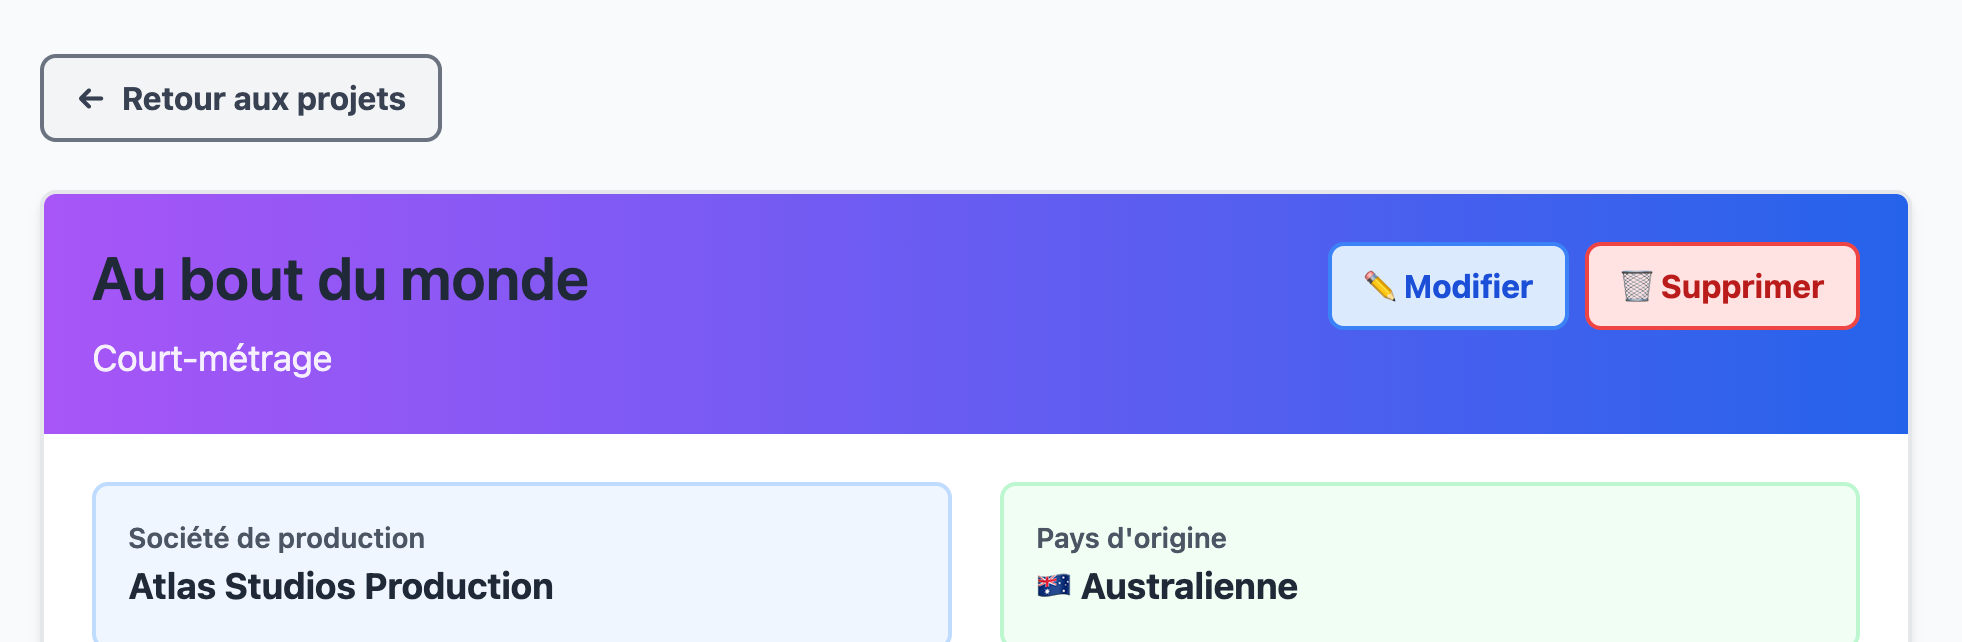 ← Retour aux projets
Au bout du monde
✏️ Modifier
🗑️ Supprimer
Court-métrage
Société de production
Atlas Studios Production
Pays d'origine
🇦🇺 Australienne